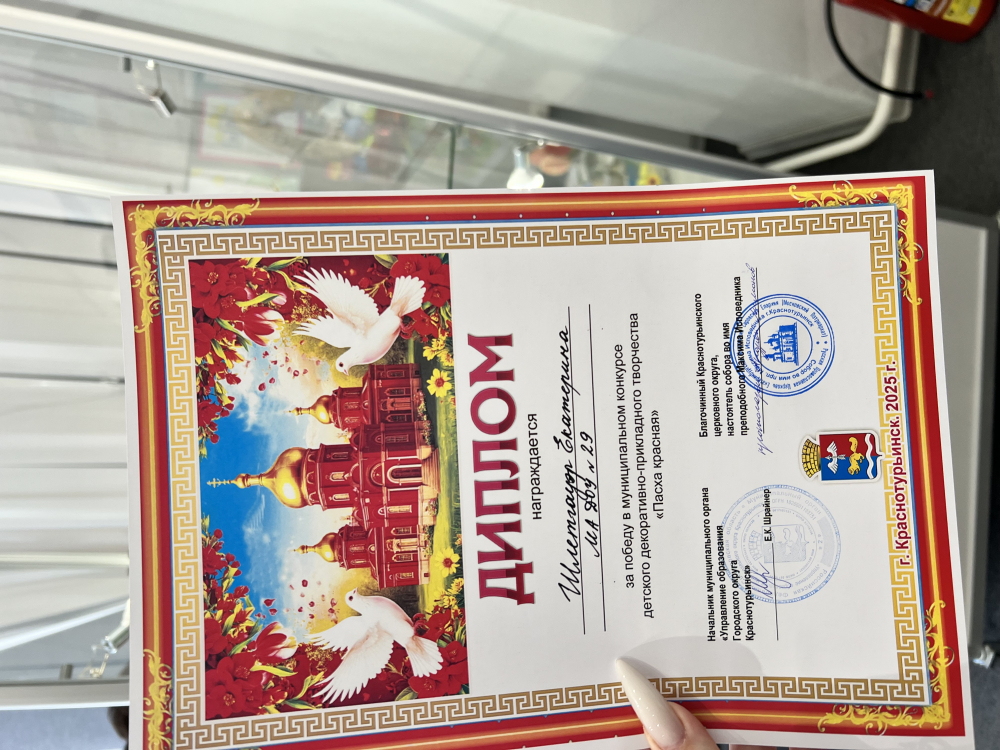 ДИПЛОМ
награждается
Екатерина
МА ДОУ № 29
за победу в муниципальном конкурсе
детского декоративно-прикладного творчества
«Пасха красная»
Начальник муниципального органа
«Управление образования
Городского округа
Краснотурьинск»
Е.К. Шрайнер
Благочинный Краснотурьинского
церковного округа,
настоятель собора во имя
преподобного Максима Исповедника
г. Краснотурьинск. 2025 г.